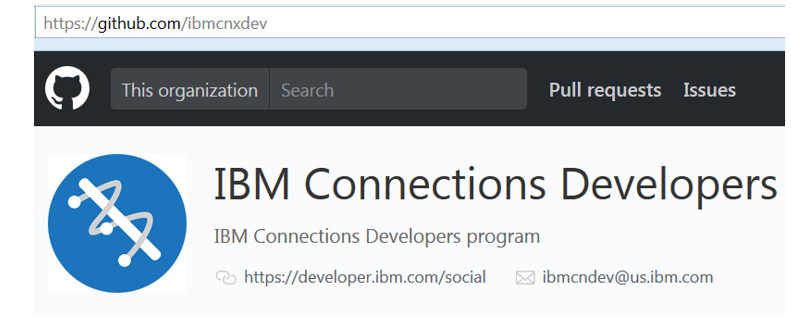 https://github.com/ibmcnxdev
This organization Search Pull requests Issues
IBM Connections Developers
IBM Connections Developers program
https://developer.ibm.com/social ibmcndev@us.ibm.com